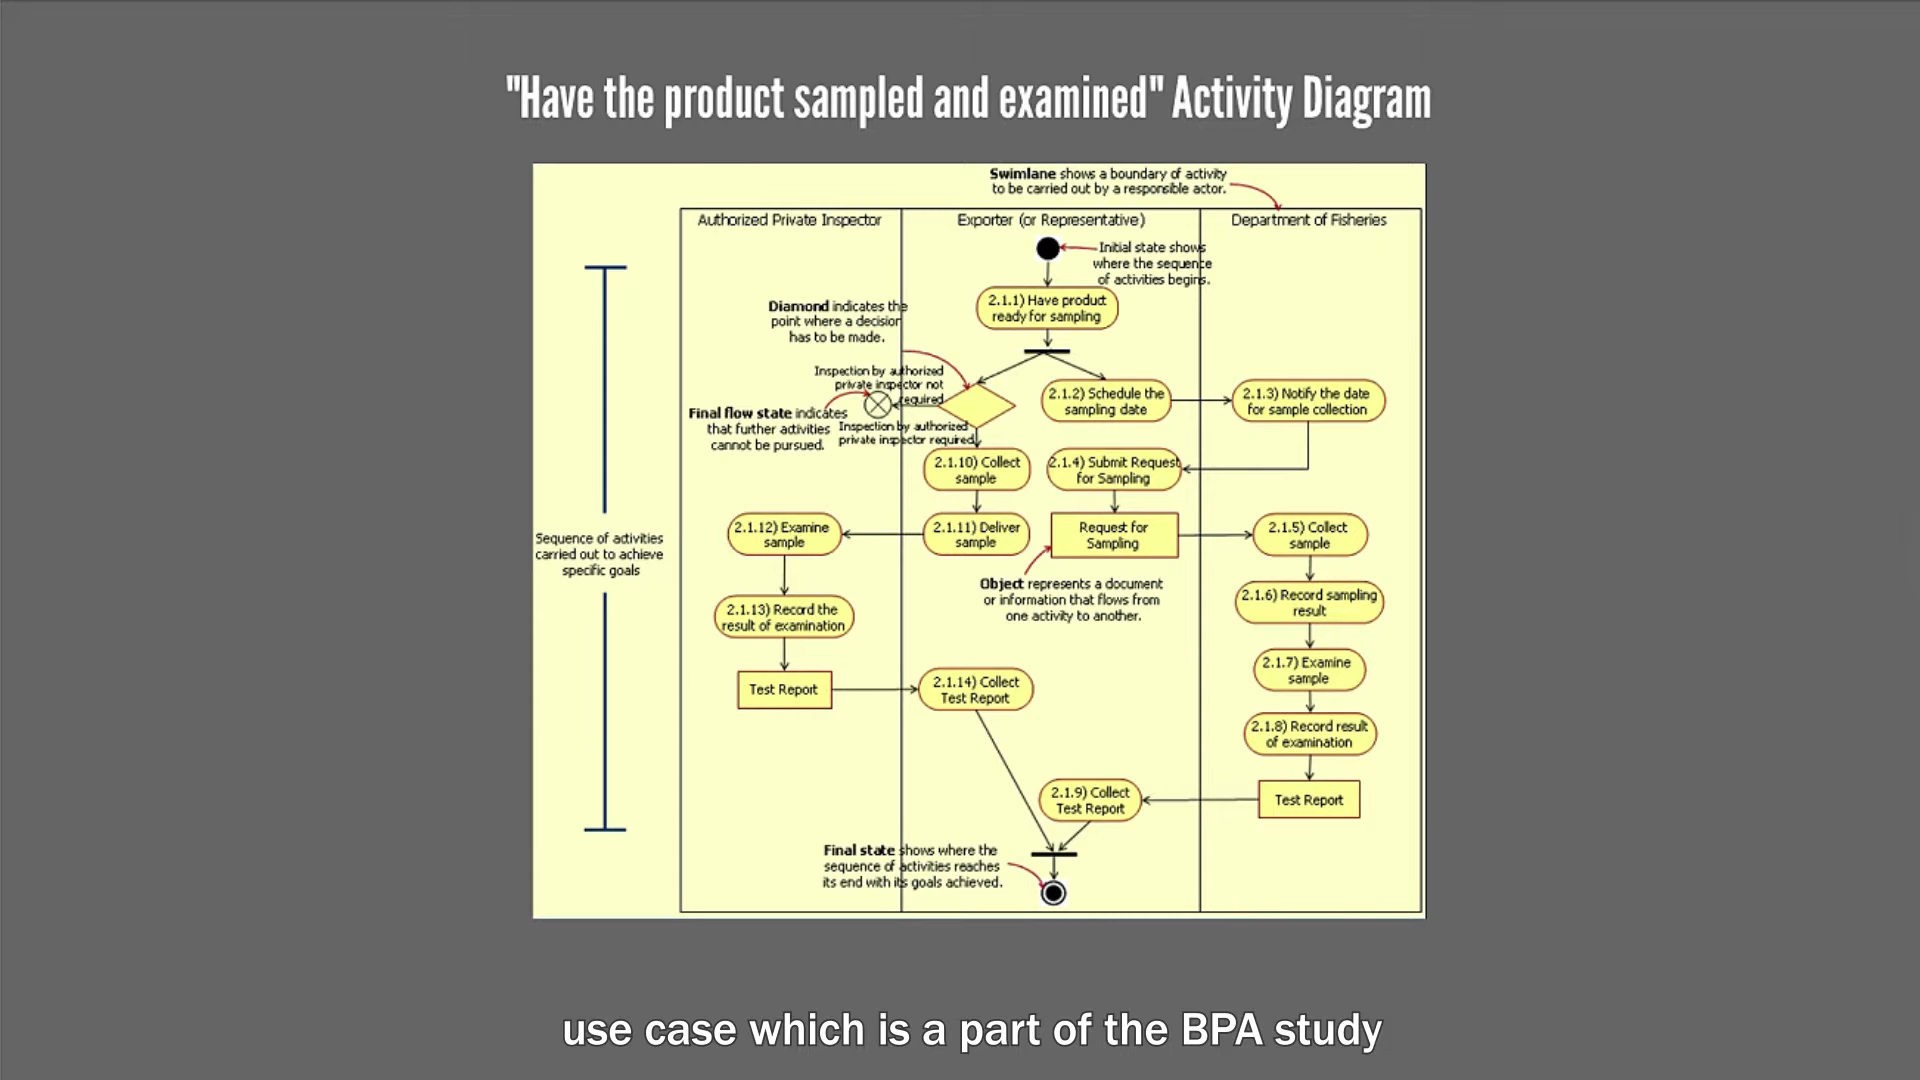 "Have the product sampled and examined" Activity Diagram
Swimlane shows a boundary of activity
to be carried out by a responsible actor.
Authorized Private Inspector
Exporter (or Representative)
Department of Fisheries
Initial state shows
where the sequence
of activities begins.
2.1.1) Have product
ready for sampling
Diamond indicates the
point where a decision
has to be made.
Inspection by authorized
private inspector not
required
Final flow state indicates
that further activities
cannot be pursued.
Inspection by authorized
private inspector required
2.1.2) Schedule the
sampling date
2.1.3) Notify the date
for sample collection
2.1.10) Collect
sample
2.1.4) Submit Request
for Sampling
2.1.12) Examine
sample
2.1.11) Deliver
sample
Request for
Sampling
2.1.5) Collect
sample
Sequence of activities
carried out to achieve
specific goals
Object represents a document
or information that flows from
one activity to another.
2.1.6) Record sampling
result
2.1.13) Record the
result of examination
2.1.7) Examine
sample
Test Report
2.1.14) Collect
Test Report
2.1.8) Record result
of examination
2.1.9) Collect
Test Report
Test Report
Final state shows where the
sequence of activities reaches
its end with its goals achieved.
use case which is a part of the BPA study